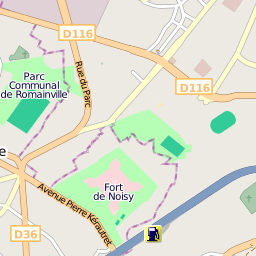 D116
Rue du Parc
Parc
Communal
de Romainville
D116
e
Fort
de Noisy
Avenue Pierre Kérautret
D36